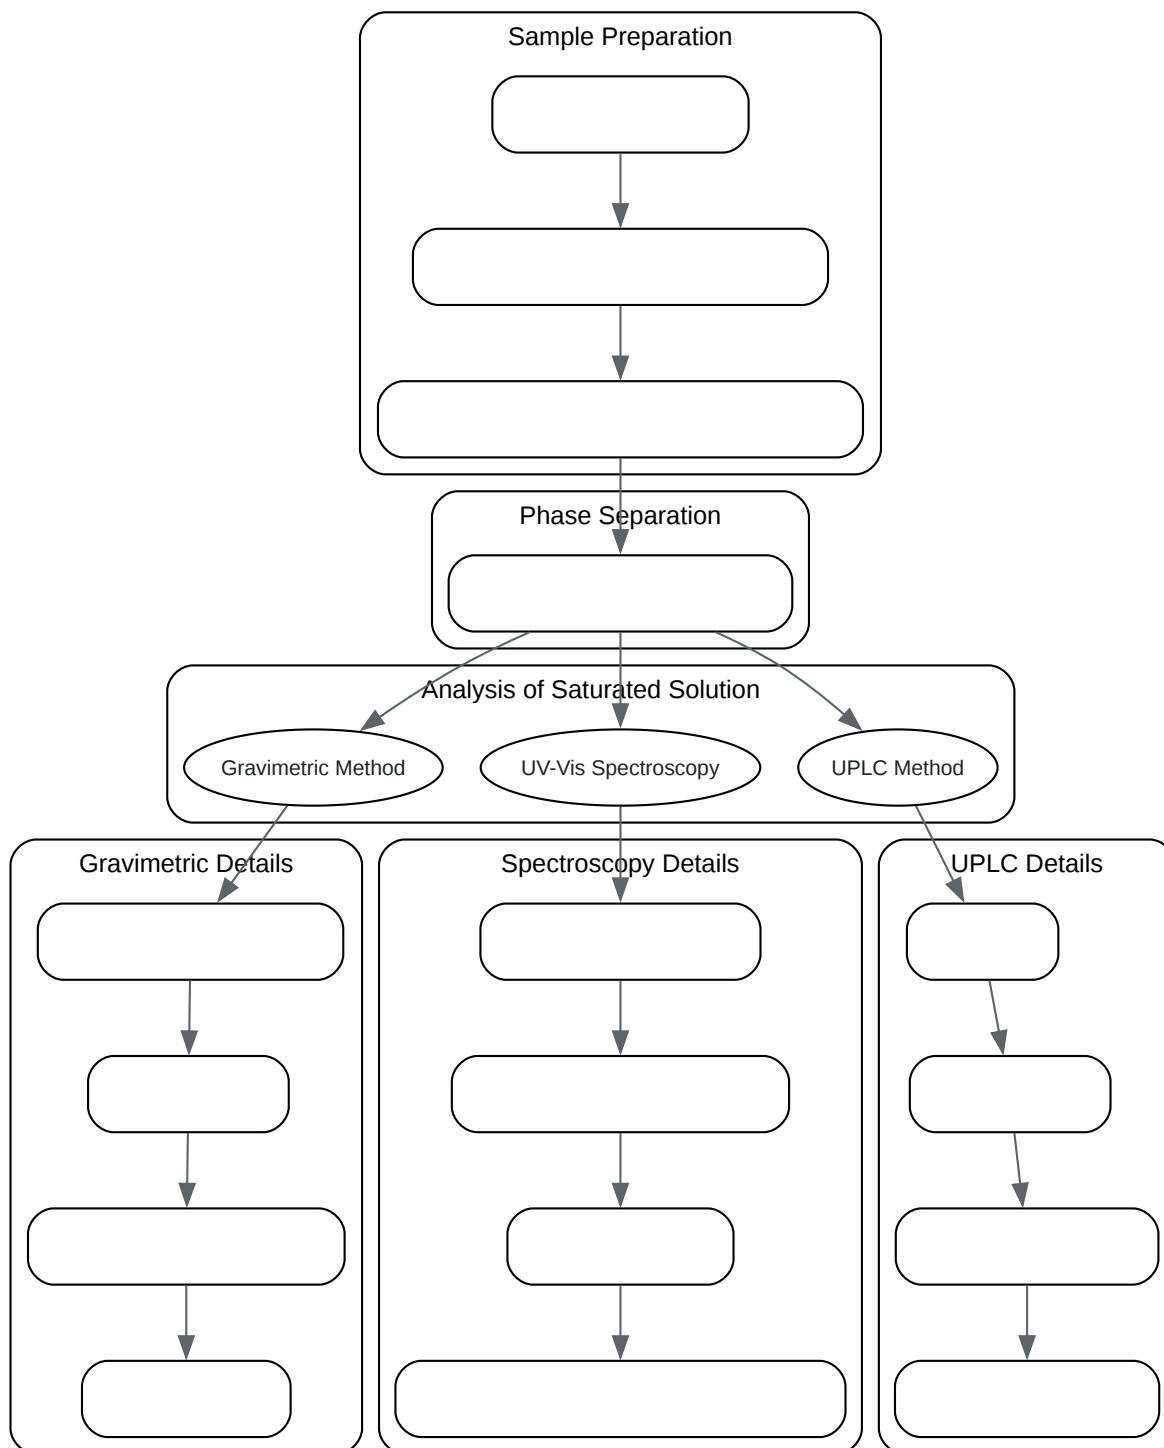 Sample Preparation
Phase Separation
Analysis of Saturated Solution
Gravimetric Method
UV-Vis Spectroscopy
UPLC Method
Gravimetric Details
Spectroscopy Details
UPLC Details